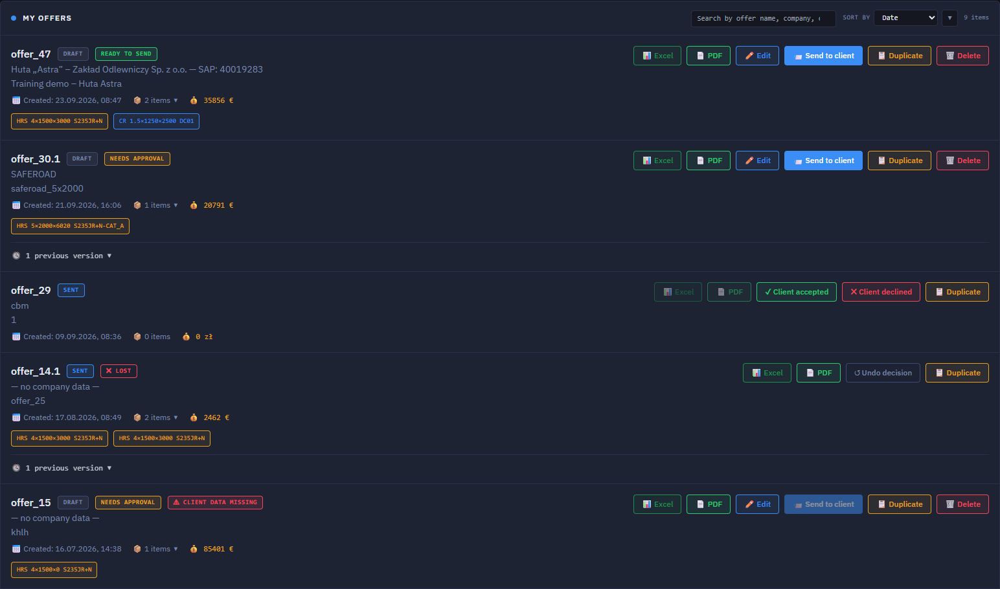 MY OFFERS
Search by offer name, company,
SORT BY Date ▼ 9 items
offer_47 DRAFT READY TO SEND
Excel PDF Edit Send to client Duplicate Delete
Huta „Astra” – Zakład Odlewniczy Sp. z o.o. — SAP: 40019283
Training demo – Huta Astra
Created: 23.09.2026, 08:47 2 items ▼ 35856 €
HRS 4×1500×3000 S235JR+N CR 1.5×1250×2500 DC01
offer_30.1 DRAFT NEEDS APPROVAL
Excel PDF Edit Send to client Duplicate Delete
SAFEROAD
saferoad_5x2000
Created: 21.09.2026, 16:06 1 items ▼ 20791 €
HRS 5×2000×6020 S235JR+N-CAT_A
1 previous version ▼
offer_29 SENT
Excel PDF ✓ Client accepted ✕ Client declined Duplicate
cbm
1
Created: 09.09.2026, 08:36 0 items 0 zł
offer_14.1 SENT ✕ LOST
Excel PDF ↺ Undo decision Duplicate
— no company data —
offer_25
Created: 17.08.2026, 08:49 2 items ▼ 2462 €
HRS 4×1500×3000 S235JR+N HRS 4×1500×3000 S235JR+N
1 previous version ▼
offer_15 DRAFT NEEDS APPROVAL ⚠ CLIENT DATA MISSING
Excel PDF Edit Send to client Duplicate Delete
— no company data —
khlh
Created: 16.07.2026, 14:38 1 items ▼ 85401 €
HRS 4×1500×0 S235JR+N